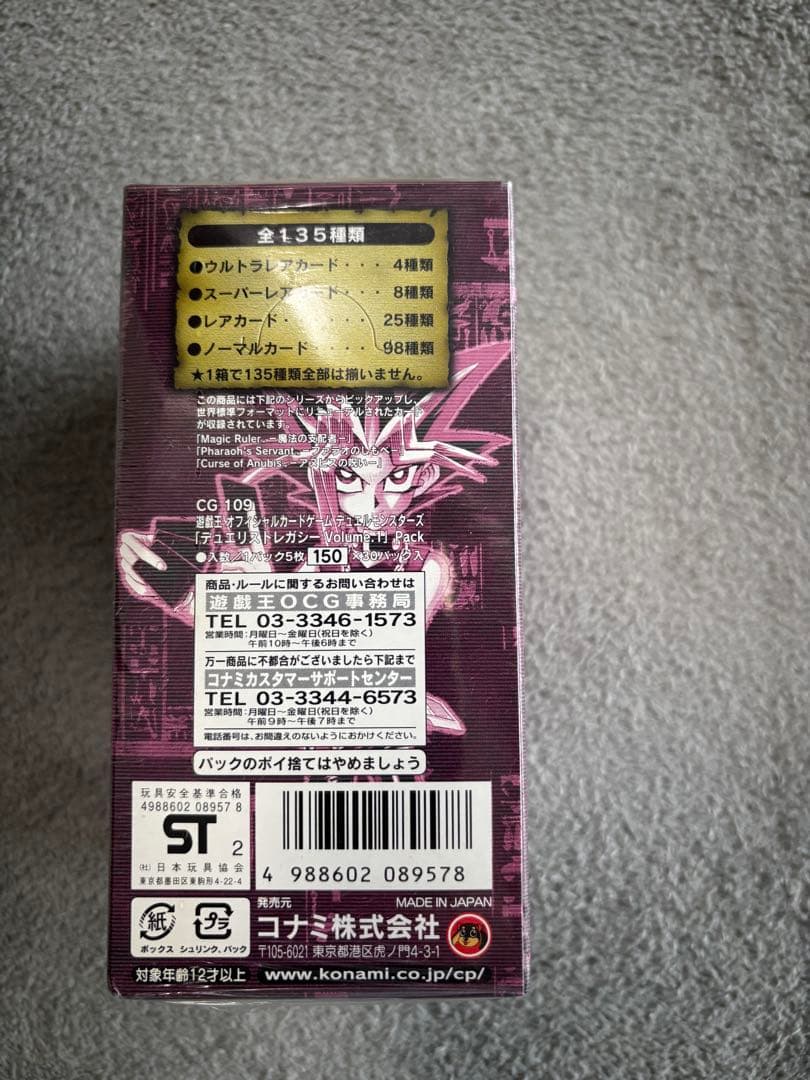 全135種類
●ウルトラレアカード・・・ 4種類
●スーパーレアカード・・・ 8種類
●レアカード・・・・・ 25種類
●ノーマルカード・・・ 98種類
★1箱で135種類全部は揃いません。
この商品には下記のシリーズからピックアップし、
世界標準フォーマットにリニューアルされたカード
が収録されています。
「Magic Ruler -魔法の支配者-」
「Pharaoh's Servant -ファラオのしもべ-」
「Curse of Anubis -アヌビスの呪い-」
CG 109
遊戯王 オフィシャルカードゲーム デュエルモンスターズ
「デュエリストレガシー Volume.1」Pack
●入数/1パック5枚 150 ×30パック入
商品・ルールに関するお問い合わせは
遊戯王OCG事務局
TEL 03-3346-1573
営業時間:月曜日〜金曜日(祝日を除く)
午前10時〜午後6時まで
万一商品に不都合がございましたら下記まで
コナミカスタマーサポートセンター
TEL 03-3344-6573
営業時間:月曜日〜金曜日(祝日を除く)
午前9時〜午後7時まで
電話番号は、お間違えのないようにおかけください。
パックのポイ捨てはやめましょう
玩具安全基準合格
4988602 08957 8
ST 2
(社)日本玩具協会
東京都墨田区東駒形4-22-4
4 988602 089578
発売元 MADE IN JAPAN
コナミ株式会社
〒105-6021 東京都港区虎ノ門4-3-1
紙
ボックス
プラ
シュリンク、パック
対象年齢12才以上
www.konami.co.jp/cp/